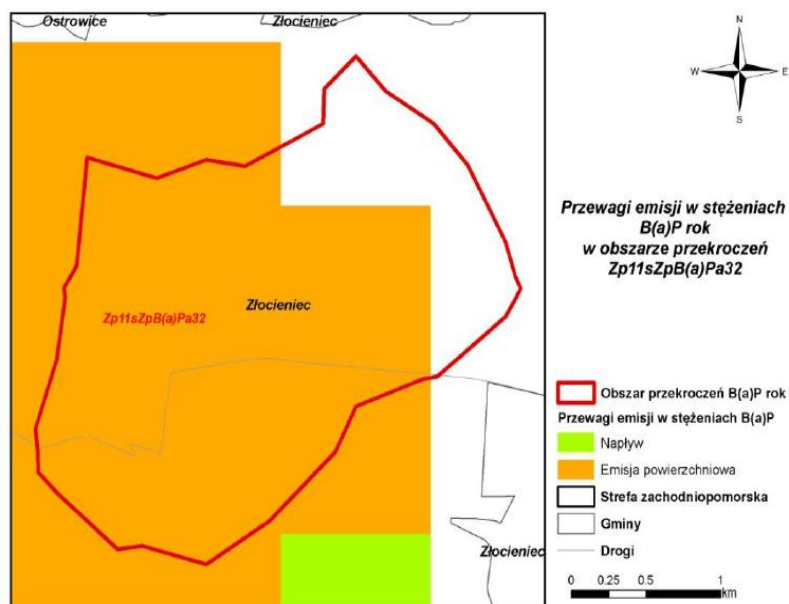 Ostrowice
Złocieniec
N
W
E
S
Przewagi emisji w stężeniach
B(a)P rok
w obszarze przekroczeń
Zp11sZpB(a)Pa32
Zp11sZpB(a)Pa32
Złocieniec
Obszar przekroczeń B(a)P rok
Przewagi emisji w stężeniach B(a)P
Napływ
Emisja powierzchniowa
Strefa zachodniopomorska
Gminy
Drogi
Złocieniec
0 0.25 0.5 1
km